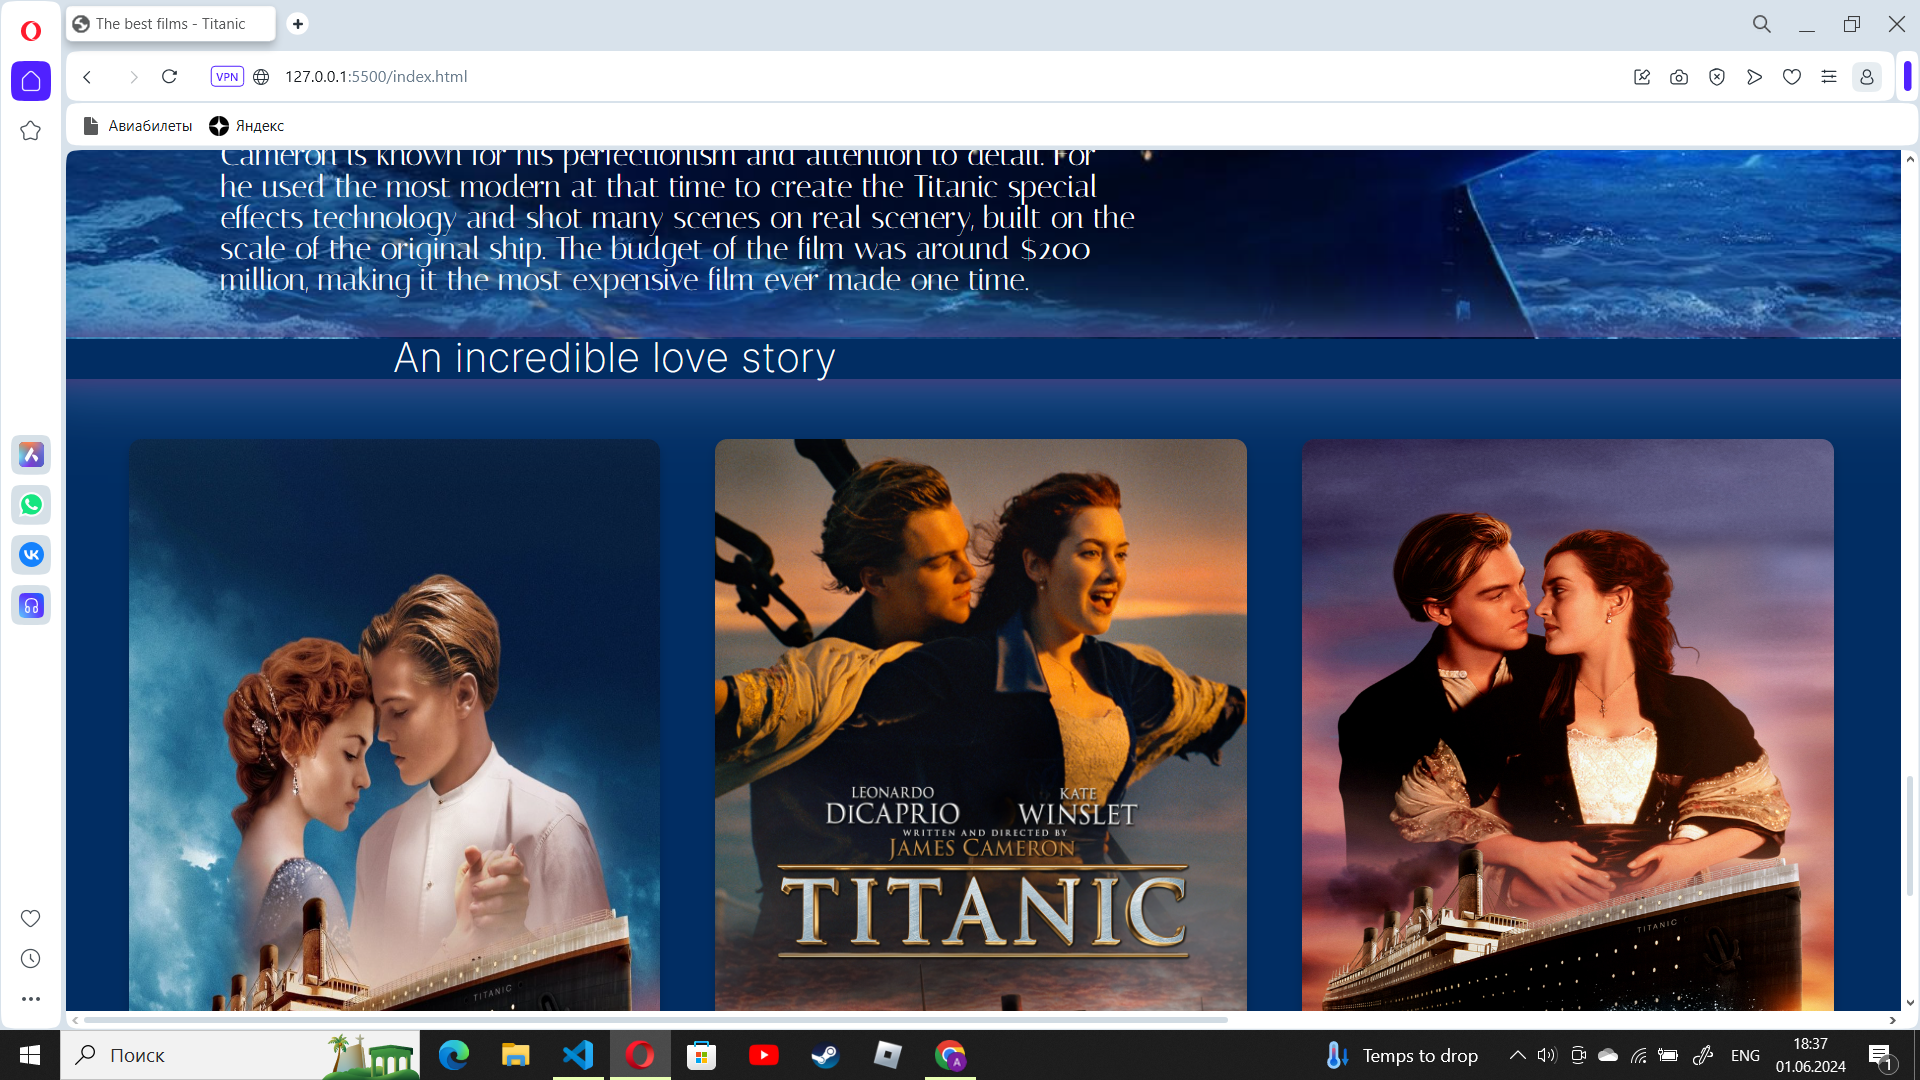 The best films - Titanic
VPN
127.0.0.1:5500/index.html
Авиабилеты
Яндекс
Cameron is known for his perfectionism and attention to detail. For
he used the most modern at that time to create the Titanic special
effects technology and shot many scenes on real scenery, built on the
scale of the original ship. The budget of the film was around $200
million, making it the most expensive film ever made one time.
An incredible love story
LEONARDO
DiCAPRIO
KATE
WINSLET
WRITTEN AND DIRECTED BY
JAMES CAMERON
TITANIC
TITANIC
TITANIC
Поиск
A
Temps to drop
ENG
18:37
01.06.2024
1